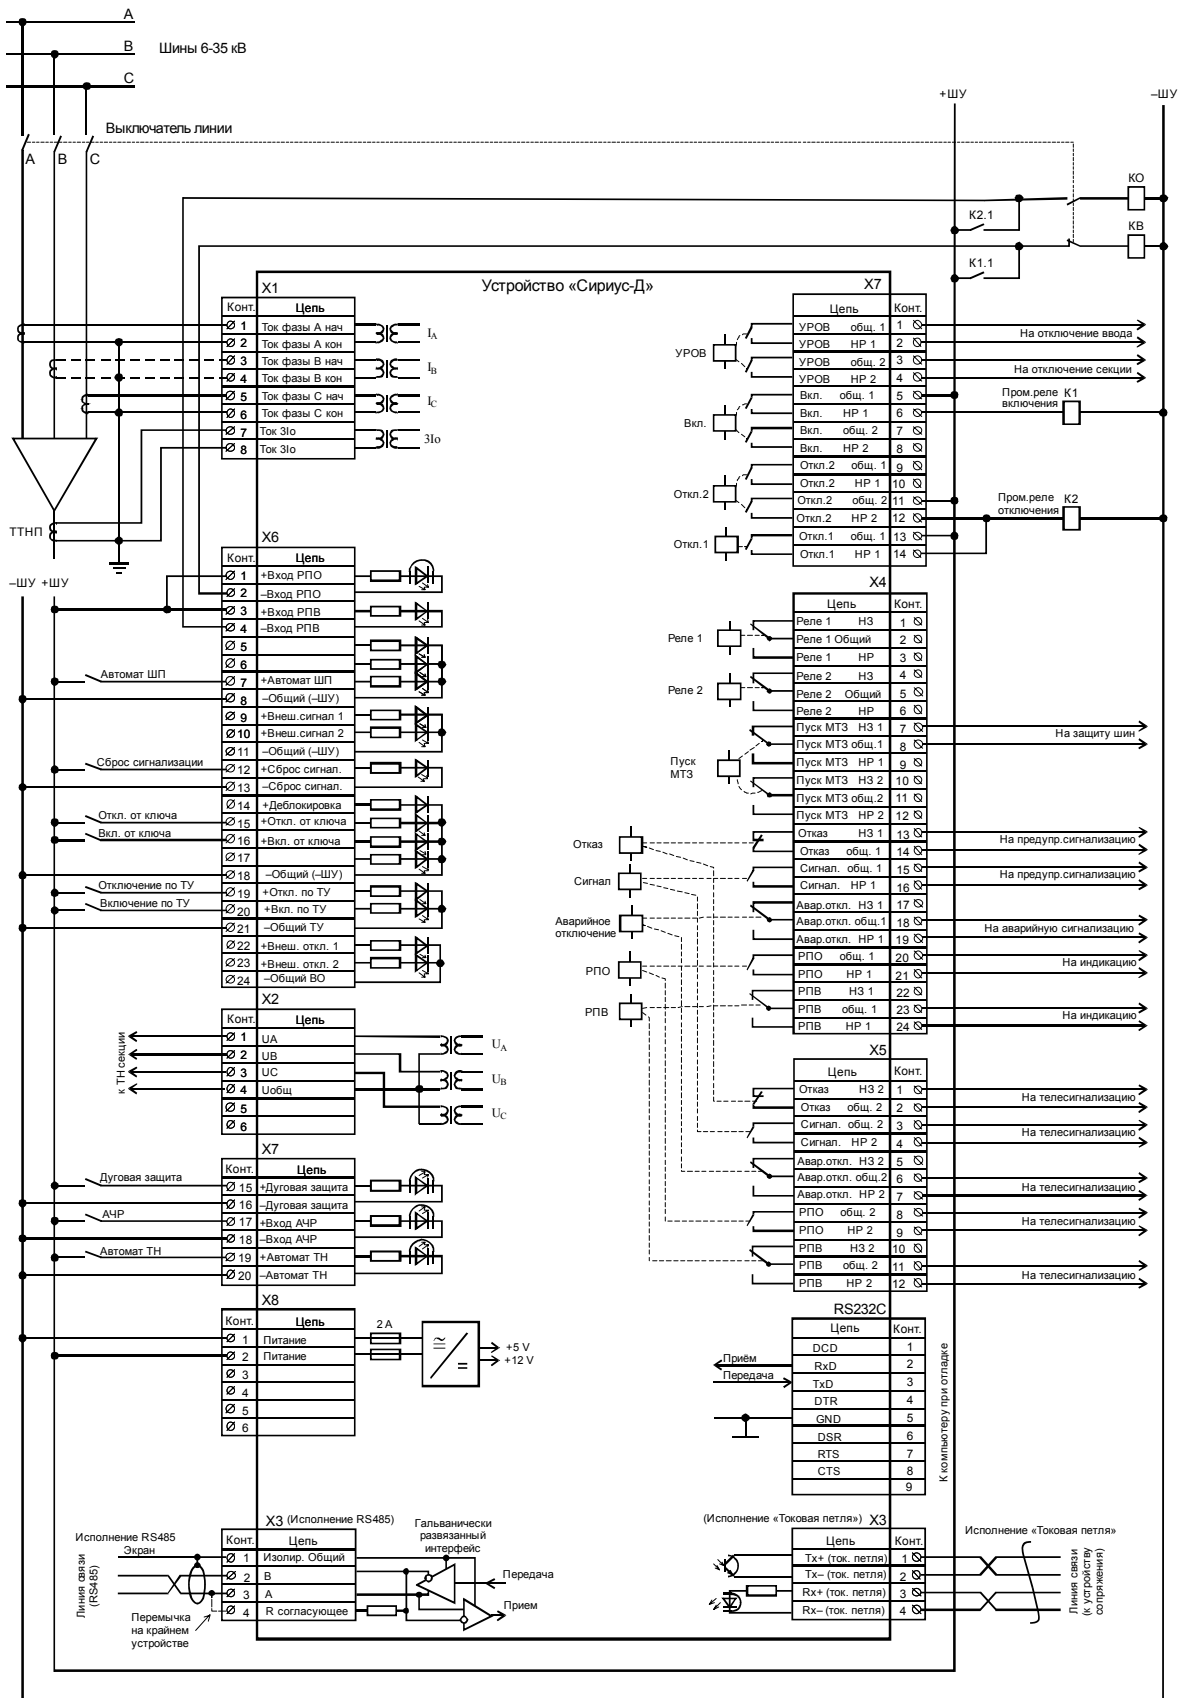 A
B
Шины 6-35 кВ
C
+ШУ
–ШУ
Выключатель линии
A
B
C
КО
К2.1
КВ
К1.1
Устройство «Сириус-Д»
X1
Конт. Цепь
1 Ток фазы А нач
2 Ток фазы А кон
3 Ток фазы В нач
4 Ток фазы В кон
5 Ток фазы С нач
6 Ток фазы С кон
7 Ток 3Io
8 Ток 3Io
IA
IB
IC
3Io
ТТНП
–ШУ +ШУ
X6
Конт. Цепь
1 +Вход РПО
2 –Вход РПО
3 +Вход РПВ
4 –Вход РПВ
5
6
7 +Автомат ШП
8 –Общий (–ШУ)
9 +Внеш.сигнал 1
10 +Внеш.сигнал 2
11 –Общий (–ШУ)
12 +Сброс сигнал.
13 –Сброс сигнал.
14 +Деблокировка
15 +Откл. от ключа
16 +Вкл. от ключа
17
18 –Общий (–ШУ)
19 +Откл. по ТУ
20 +Вкл. по ТУ
21 –Общий ТУ
22 +Внеш. откл. 1
23 +Внеш. откл. 2
24 –Общий ВО
Автомат ШП
Сброс сигнализации
Откл. от ключа
Вкл. от ключа
Отключение по ТУ
Включение по ТУ
X2
Конт. Цепь
1 UA
2 UB
3 UC
4 Uобщ
5
6
к ТН секции
UA
UB
UC
X7
Конт. Цепь
15 +Дуговая защита
16 –Дуговая защита
17 +Вход АЧР
18 –Вход АЧР
19 +Автомат ТН
20 –Автомат ТН
Дуговая защита
АЧР
Автомат ТН
X8
Конт. Цепь
1 Питание
2 Питание
3
4
5
6
2 А
≅
=
+5 V
+12 V
X3 (Исполнение RS485)
Конт. Цепь
1 Изолир. Общий
2 B
3 A
4 R согласующее
Исполнение RS485
Экран
Линия связи
(RS485)
Перемычка
на крайнем
устройстве
Гальванически
развязанный
интерфейс
Передача
Прием
X7
Цепь Конт.
УРОВ общ. 1 1
УРОВ НР 1 2
УРОВ общ. 2 3
УРОВ НР 2 4
Вкл. общ. 1 5
Вкл. НР 1 6
Вкл. общ. 2 7
Вкл. НР 2 8
Откл.2 общ. 1 9
Откл.2 НР 1 10
Откл.2 общ. 2 11
Откл.2 НР 2 12
Откл.1 общ. 1 13
Откл.1 НР 1 14
УРОВ
Вкл.
Откл.2
Откл.1
На отключение ввода
На отключение секции
Пром.реле
включения
К1
Пром.реле
отключения
К2
X4
Цепь Конт.
Реле 1 НЗ 1
Реле 1 Общий 2
Реле 1 НР 3
Реле 2 НЗ 4
Реле 2 Общий 5
Реле 2 НР 6
Пуск МТЗ НЗ 1 7
Пуск МТЗ общ.1 8
Пуск МТЗ НР 1 9
Пуск МТЗ НЗ 2 10
Пуск МТЗ общ.2 11
Пуск МТЗ НР 2 12
Отказ НЗ 1 13
Отказ общ. 1 14
Сигнал. общ. 1 15
Сигнал. НР 1 16
Авар.откл. НЗ 1 17
Авар.откл. общ.1 18
Авар.откл. НР 1 19
РПО общ. 1 20
РПО НР 1 21
РПВ НЗ 1 22
РПВ общ. 1 23
РПВ НР 1 24
Реле 1
Реле 2
Пуск
МТЗ
Отказ
Сигнал
Аварийное
отключение
РПО
РПВ
На защиту шин
На предупр.сигнализацию
На предупр.сигнализацию
На аварийную сигнализацию
На индикацию
На индикацию
X5
Цепь Конт.
Отказ НЗ 2 1
Отказ общ. 2 2
Сигнал. общ. 2 3
Сигнал. НР 2 4
Авар.откл. НЗ 2 5
Авар.откл. общ.2 6
Авар.откл. НР 2 7
РПО общ. 2 8
РПО НР 2 9
РПВ НЗ 2 10
РПВ общ. 2 11
РПВ НР 2 12
На телесигнализацию
На телесигнализацию
На телесигнализацию
На телесигнализацию
На телесигнализацию
RS232C
Цепь Конт.
DCD 1
RxD 2
TxD 3
DTR 4
GND 5
DSR 6
RTS 7
CTS 8
9
Приём
Передача
К компьютеру при отладке
(Исполнение «Токовая петля») X3
Цепь Конт.
Tx+ (ток. петля) 1
Tx– (ток. петля) 2
Rx+ (ток. петля) 3
Rx– (ток. петля) 4
Исполнение «Токовая петля»
Линия связи
(к устройству
сопряжения)